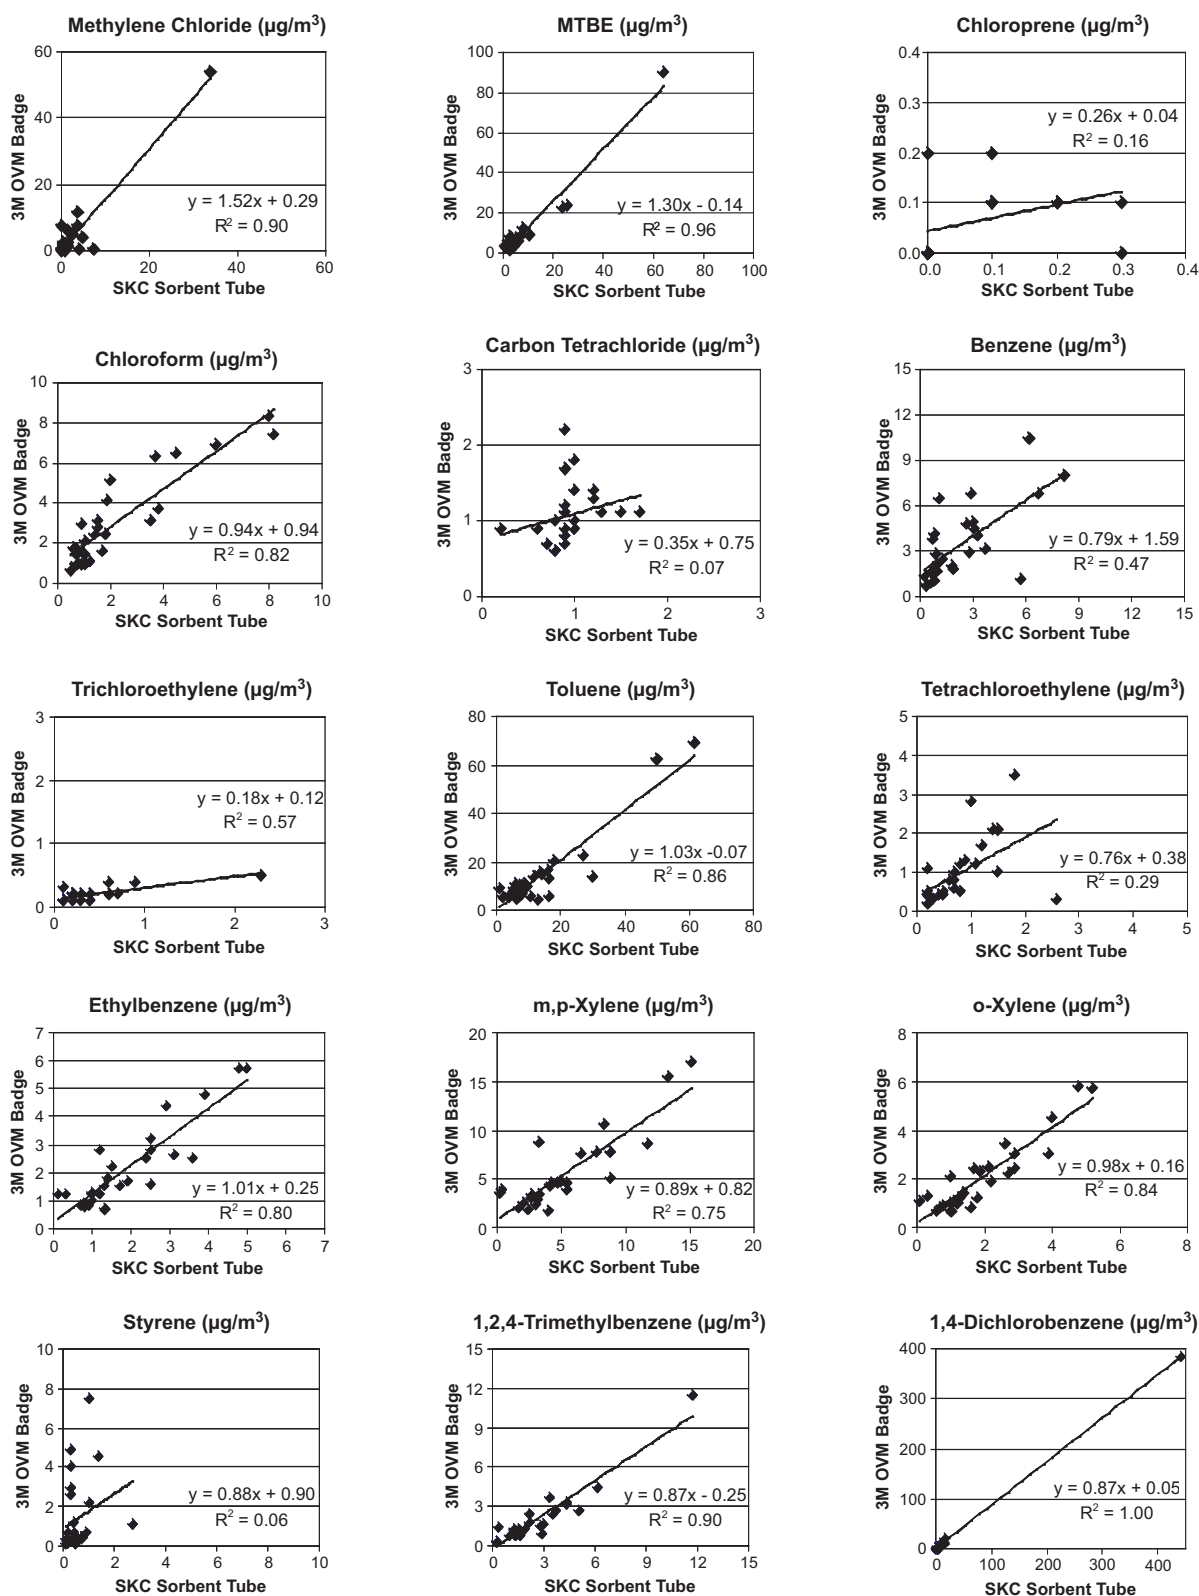 Methylene Chloride (µg/m³)
60
40
20
0
3M OVM Badge
y = 1.52x + 0.29
R² = 0.90
0 20 40 60
SKC Sorbent Tube
MTBE (µg/m³)
100
80
60
40
20
0
3M OVM Badge
y = 1.30x - 0.14
R² = 0.96
0 20 40 60 80 100
SKC Sorbent Tube
Chloroprene (µg/m³)
0.4
0.3
0.2
0.1
0.0
3M OVM Badge
y = 0.26x + 0.04
R² = 0.16
0.0 0.1 0.2 0.3 0.4
SKC Sorbent Tube
Chloroform (µg/m³)
10
8
6
4
2
0
3M OVM Badge
y = 0.94x + 0.94
R² = 0.82
0 2 4 6 8 10
SKC Sorbent Tube
Carbon Tetrachloride (µg/m³)
3
2
1
0
3M OVM Badge
y = 0.35x + 0.75
R² = 0.07
0 1 2 3
SKC Sorbent Tube
Benzene (µg/m³)
15
12
9
6
3
0
3M OVM Badge
y = 0.79x + 1.59
R² = 0.47
0 3 6 9 12 15
SKC Sorbent Tube
Trichloroethylene (µg/m³)
3
2
1
0
3M OVM Badge
y = 0.18x + 0.12
R² = 0.57
0 1 2 3
SKC Sorbent Tube
Toluene (µg/m³)
80
60
40
20
0
3M OVM Badge
y = 1.03x -0.07
R² = 0.86
0 20 40 60 80
SKC Sorbent Tube
Tetrachloroethylene (µg/m³)
5
4
3
2
1
0
3M OVM Badge
y = 0.76x + 0.38
R² = 0.29
0 1 2 3 4 5
SKC Sorbent Tube
Ethylbenzene (µg/m³)
7
6
5
4
3
2
1
0
3M OVM Badge
y = 1.01x + 0.25
R² = 0.80
0 1 2 3 4 5 6 7
SKC Sorbent Tube
m,p-Xylene (µg/m³)
20
15
10
5
0
3M OVM Badge
y = 0.89x + 0.82
R² = 0.75
0 5 10 15 20
SKC Sorbent Tube
o-Xylene (µg/m³)
8
6
4
2
0
3M OVM Badge
y = 0.98x + 0.16
R² = 0.84
0 2 4 6 8
SKC Sorbent Tube
Styrene (µg/m³)
10
8
6
4
2
0
3M OVM Badge
y = 0.88x + 0.90
R² = 0.06
0 2 4 6 8 10
SKC Sorbent Tube
1,2,4-Trimethylbenzene (µg/m³)
15
12
9
6
3
0
3M OVM Badge
y = 0.87x - 0.25
R² = 0.90
0 3 6 9 12 15
SKC Sorbent Tube
1,4-Dichlorobenzene (µg/m³)
400
300
200
100
0
3M OVM Badge
y = 0.87x + 0.05
R² = 1.00
0 100 200 300 400
SKC Sorbent Tube